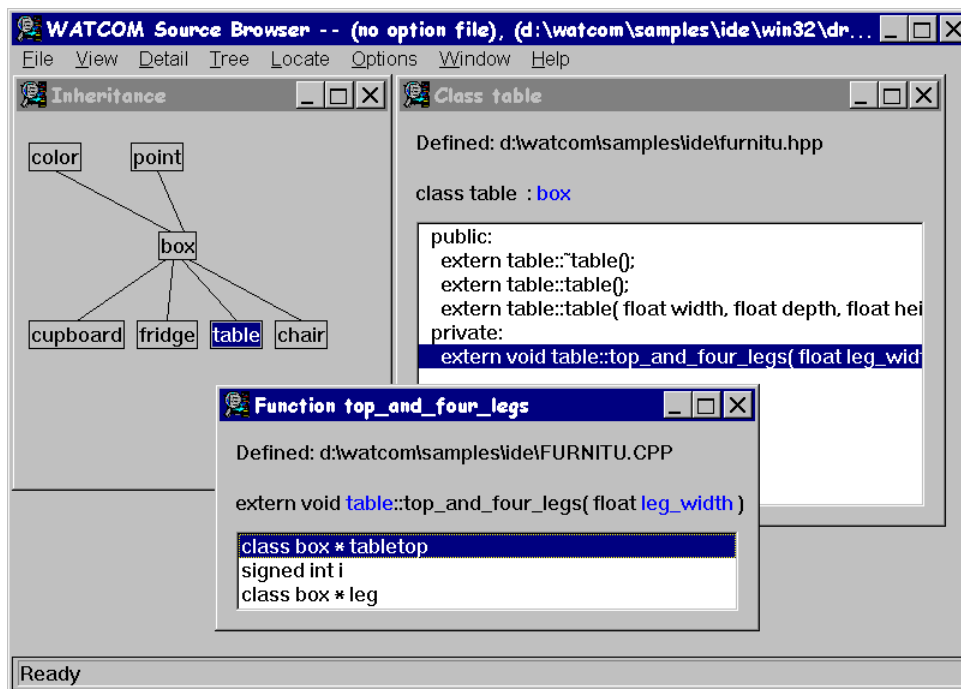 WATCOM Source Browser -- (no option file), (d:\watcom\samples\ide\win32\dr...
File View Detail Tree Locate Options Window Help
Inheritance
color point
box
cupboard fridge table chair
Class table
Defined: d:\watcom\samples\ide\furnitu.hpp
class table : box
public:
extern table::~table();
extern table::table();
extern table::table( float width, float depth, float hei
private:
extern void table::top_and_four_legs( float leg_widt
Function top_and_four_legs
Defined: d:\watcom\samples\ide\FURNITU.CPP
extern void table::top_and_four_legs( float leg_width )
class box * tabletop
signed int i
class box * leg
Ready